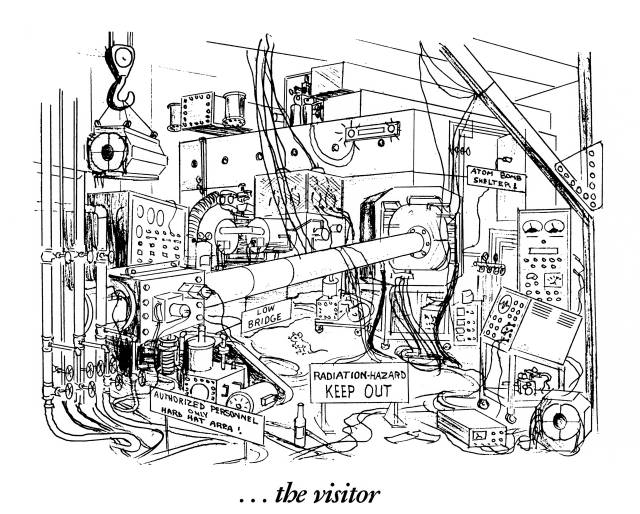 ATOM BOMB
SHELTER!
LOW
BRIDGE
RADIATION-HAZARD
KEEP OUT
AUTHORIZED PERSONNEL
ONLY
HARD HAT AREA!
... the visitor